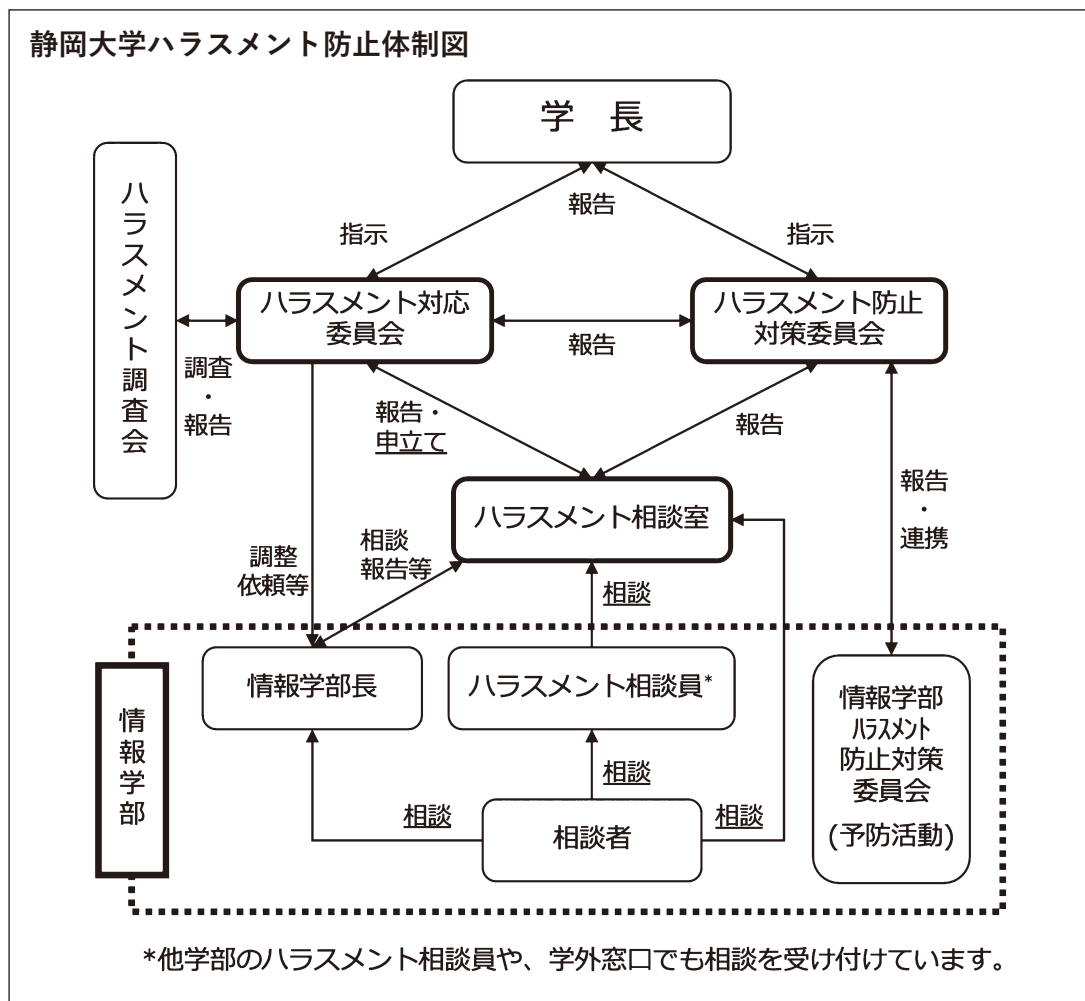 静岡大学ハラスメント防止体制図
学 長
ハラスメント調査会
報告
指示
指示
ハラスメント対応
委員会
ハラスメント防止
対策委員会
報告
調査
・
報告
報告・
申立て
報告
ハラスメント相談室
報告
・
連携
相談
報告等
調整
依頼等
相談
情報学部
情報学部長
ハラスメント相談員*
情報学部
ハラスメント
防止対策
委員会
(予防活動)
相談
相談
相談
相談者
*他学部のハラスメント相談員や、学外窓口でも相談を受け付けています。